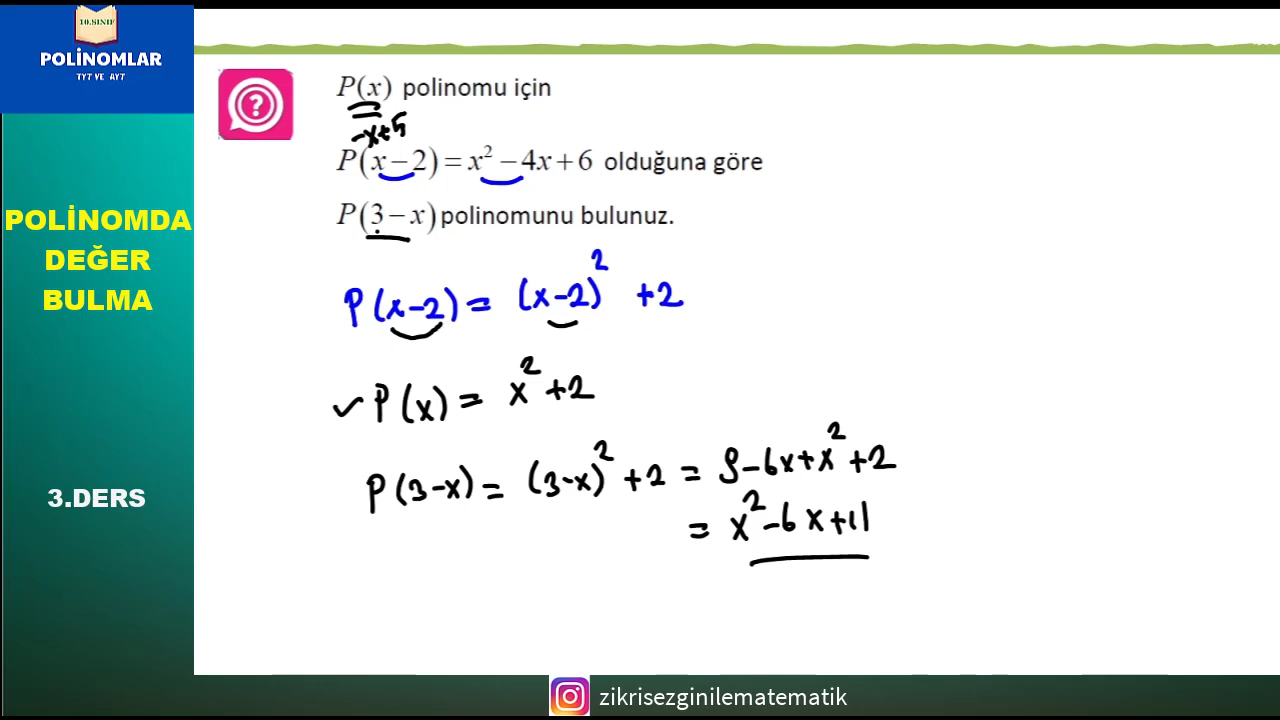 10.SINIF
POLİNOMLAR
TYT VE AYT
POLİNOMDA
DEĞER
BULMA
3.DERS
P(x) polinomu için
-x+5
P(x−2) = x² − 4x + 6 olduğuna göre
P(3−x) polinomunu bulunuz.
P(x-2) = (x-2)² +2
✓ P(x) = x² +2
P(3-x) = (3-x)² +2 = 9-6x+x²+2
= x²-6x+11
zikrisezginilematematik